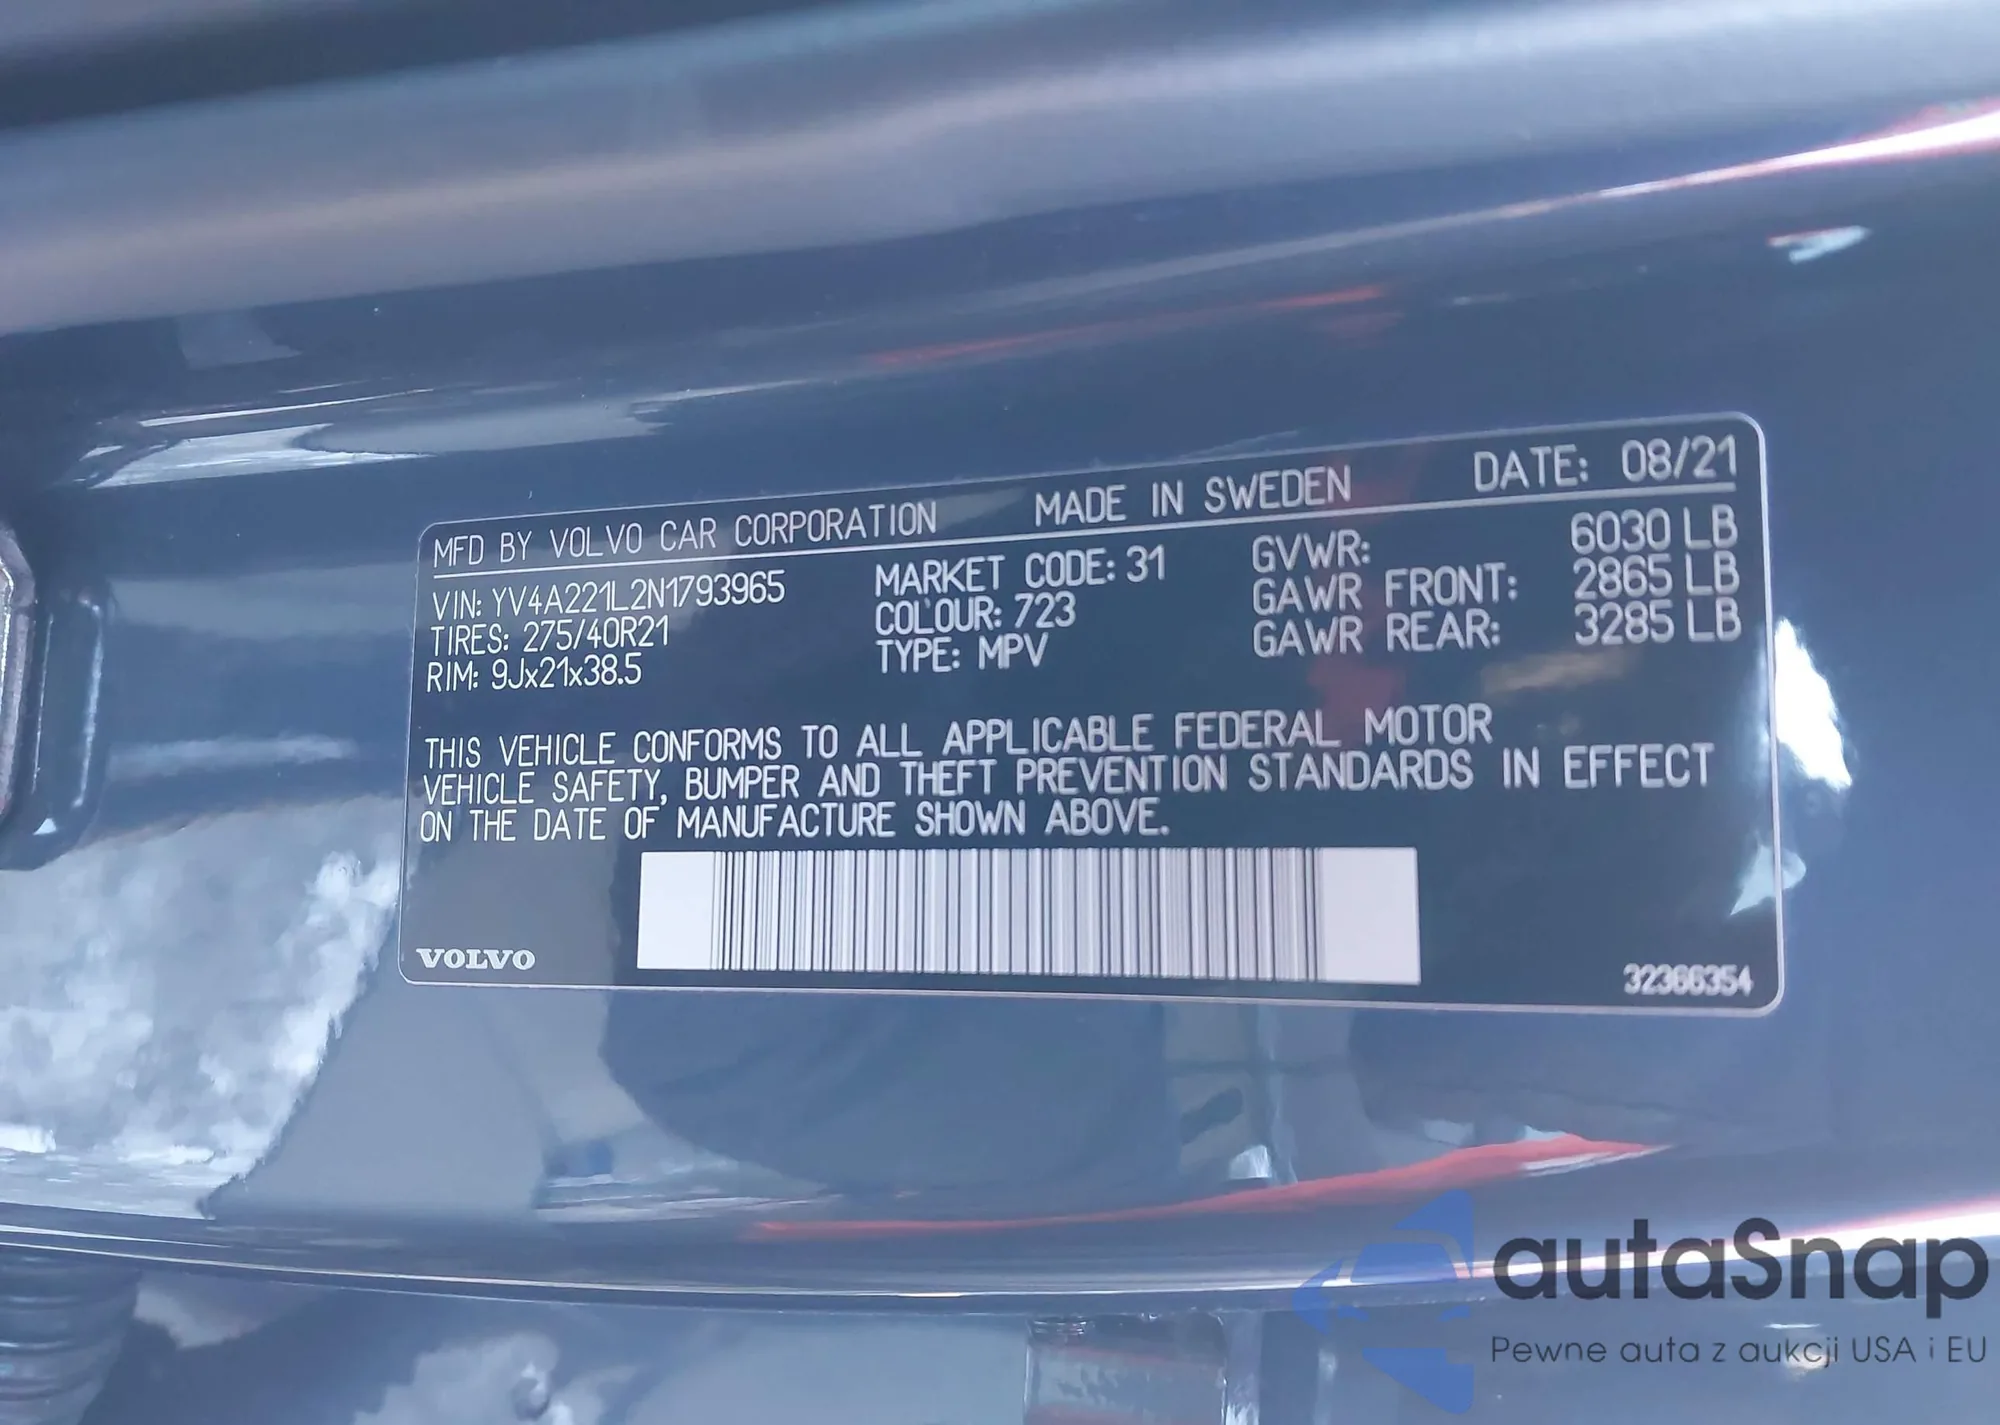 MFD BY VOLVO CAR CORPORATION MADE IN SWEDEN DATE: 08/21
VIN: YV4A221L2N1793965 MARKET CODE: 31 GVWR: 6030 LB
TIRES: 275/40R21 COLOUR: 723 GAWR FRONT: 2865 LB
RIM: 9Jx21x38.5 TYPE: MPV GAWR REAR: 3285 LB
THIS VEHICLE CONFORMS TO ALL APPLICABLE FEDERAL MOTOR
VEHICLE SAFETY, BUMPER AND THEFT PREVENTION STANDARDS IN EFFECT
ON THE DATE OF MANUFACTURE SHOWN ABOVE.
VOLVO 32366354
autaSnap
Pewne auta z aukcji USA i EU